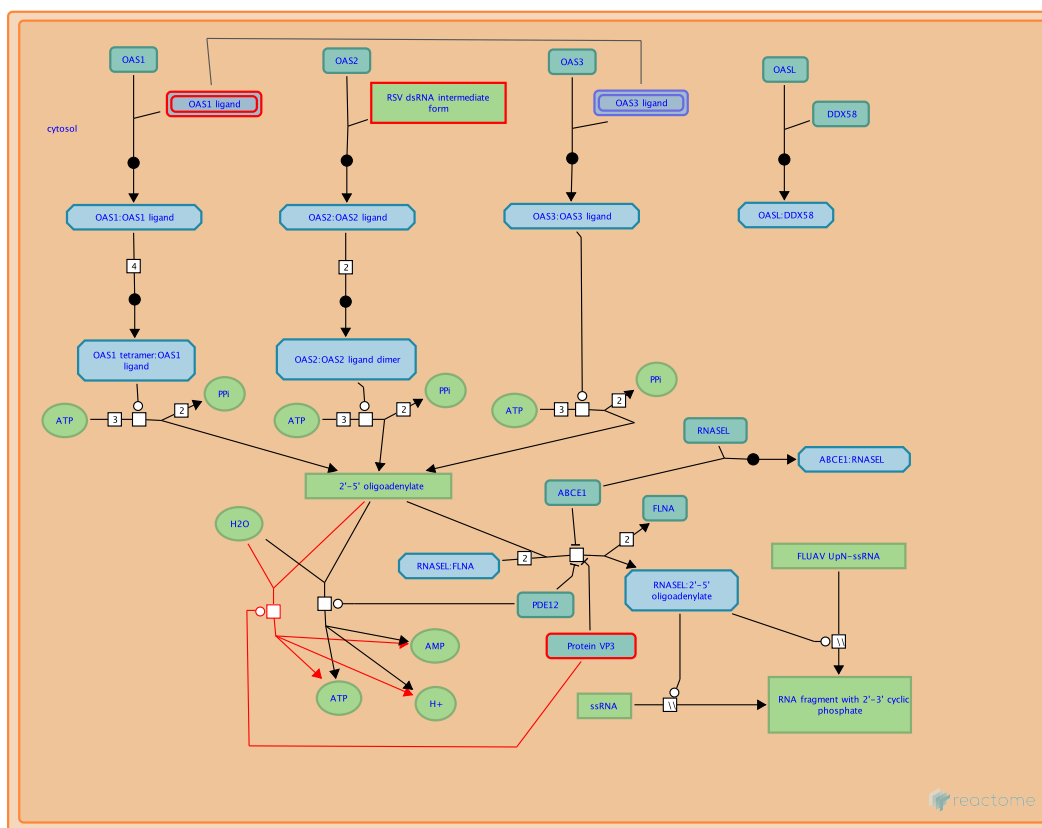 OAS1
OAS2
OAS3
OASL
OAS1 ligand
RSV dsRNA intermediate
form
OAS3 ligand
DDX58
cytosol
OAS1:OAS1 ligand
OAS2:OAS2 ligand
OAS3:OAS3 ligand
OASL:DDX58
4
2
OAS1 tetramer:OAS1
ligand
OAS2:OAS2 ligand dimer
PPi
PPi
PPi
ATP
3
2
ATP
3
2
ATP
3
2
RNASEL
ABCE1:RNASEL
2'-5' oligoadenylate
ABCE1
FLNA
H2O
2
RNASEL:FLNA
2
FLUAV UpN-ssRNA
RNASEL:2'-5'
oligoadenylate
PDE12
AMP
Protein VP3
\\
ATP
H+
ssRNA
\\
RNA fragment with 2'-3' cyclic
phosphate
reactome